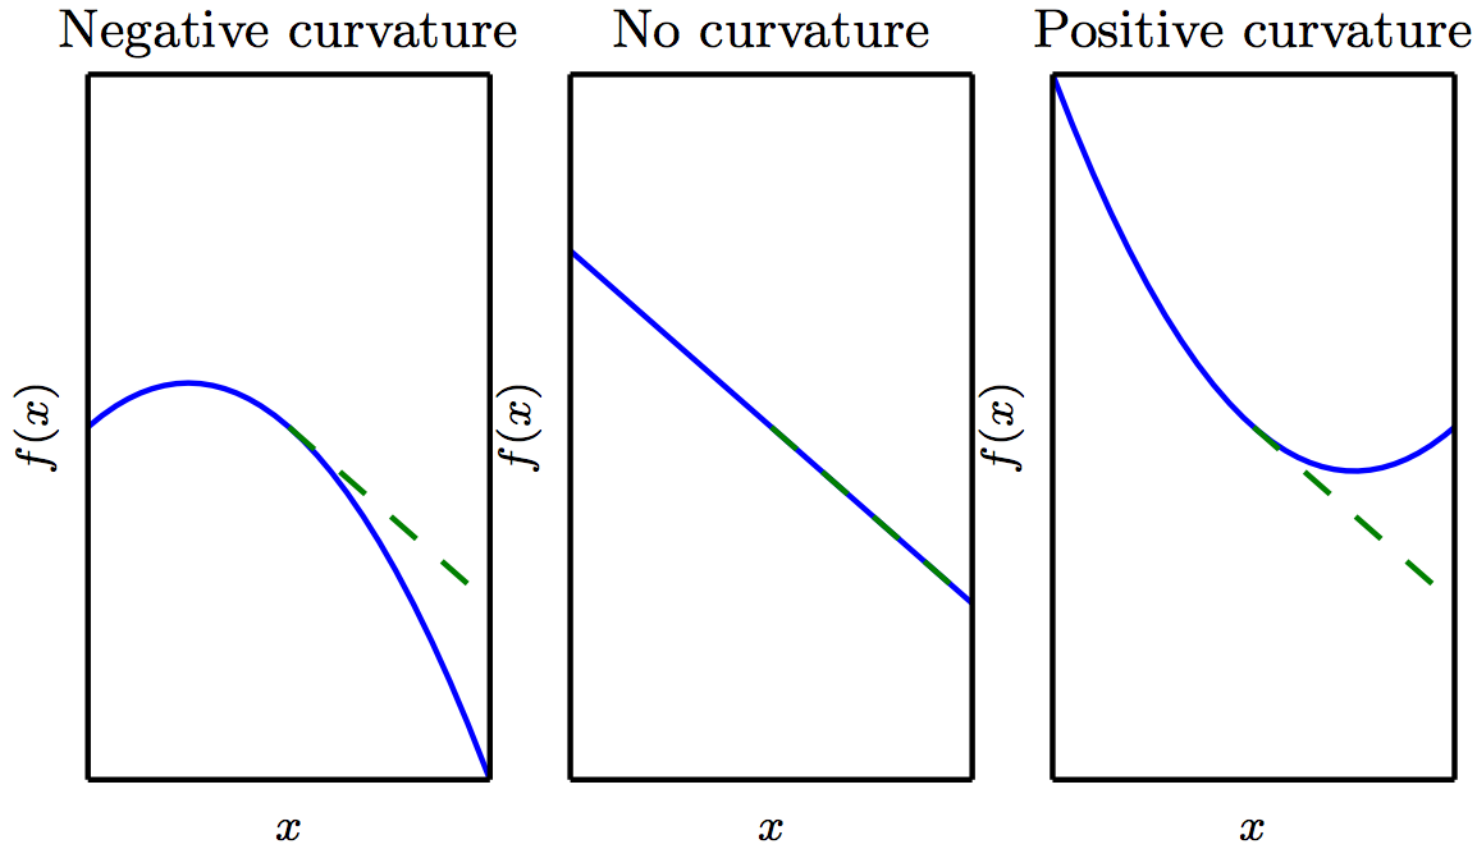 Negative curvature
No curvature
Positive curvature
f(x)
f(x)
f(x)
x
x
x